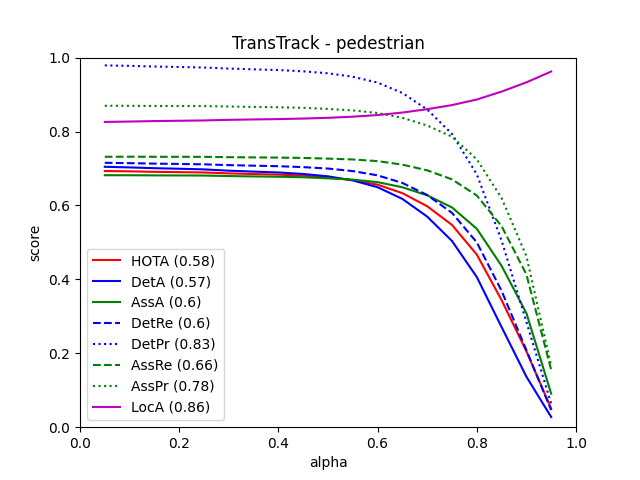 TransTrack - pedestrian
score
1.0
0.8
0.6
0.4
0.2
0.0
HOTA (0.58)
DetA (0.57)
AssA (0.6)
DetRe (0.6)
DetPr (0.83)
AssRe (0.66)
AssPr (0.78)
LocA (0.86)
0.0 0.2 0.4 0.6 0.8 1.0
alpha